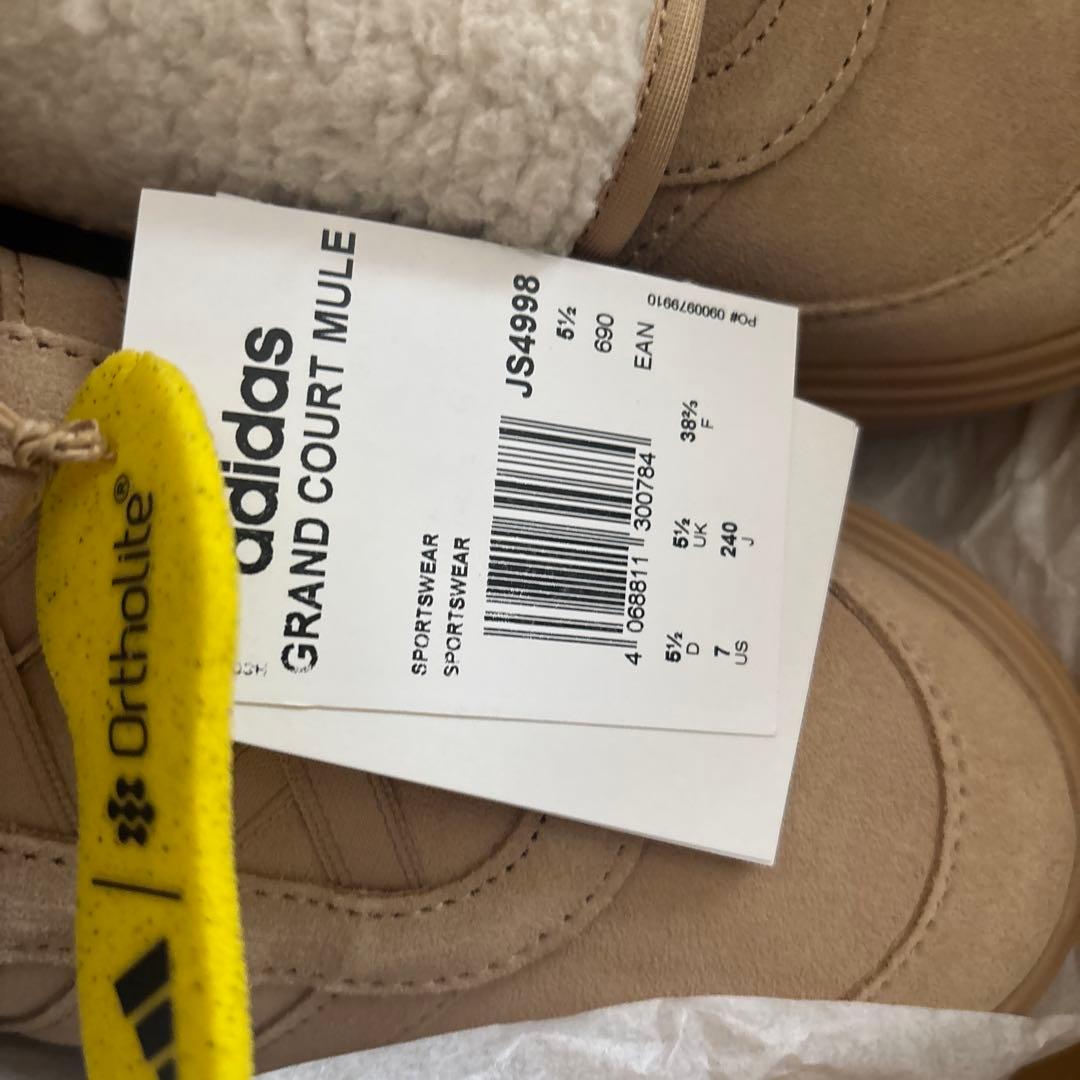 adidas
GRAND COURT MULE
SPORTSWEAR
SPORTSWEAR
JS4998
5½
690
EAN
4 068811 300784
5½ D
5½ UK
38⅔ F
7 US
240 J
PO# 0900979910
OrthoLite®